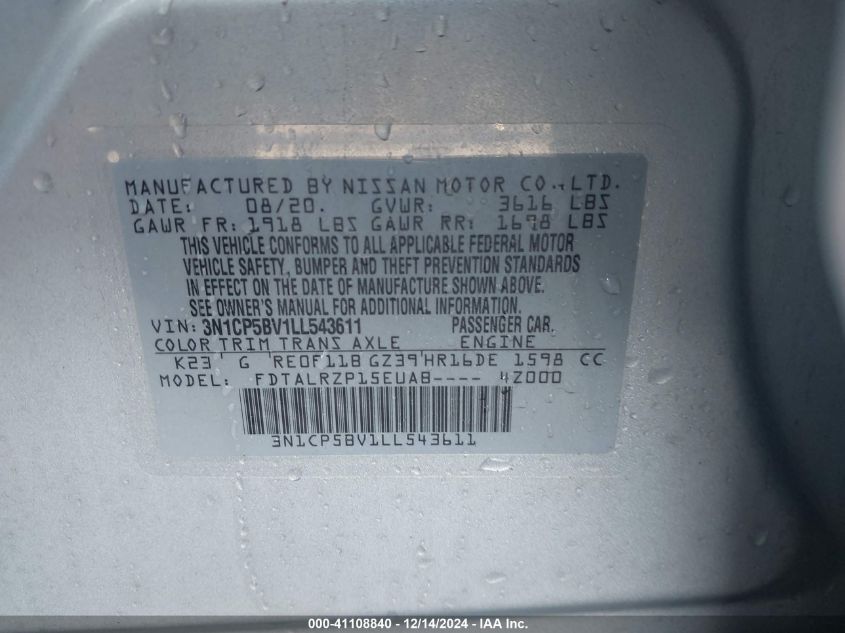 MANUFACTURED BY NISSAN MOTOR CO., LTD.
DATE: 08/20. GVWR: 3616 LBS
GAWR FR: 1918 LBS GAWR RR: 1698 LBS
THIS VEHICLE CONFORMS TO ALL APPLICABLE FEDERAL MOTOR
VEHICLE SAFETY, BUMPER AND THEFT PREVENTION STANDARDS
IN EFFECT ON THE DATE OF MANUFACTURE SHOWN ABOVE.
SEE OWNER'S MANUAL FOR ADDITIONAL INFORMATION.
VIN: 3N1CP5BV1LL543611 PASSENGER CAR.
COLOR TRIM TRANS AXLE ENGINE
K23 G RE0F11B GZ39 HR16DE 1598 CC
MODEL: FDTALRZP15EUAB---- 4Z000
3N1CP5BV1LL543611
000-41108840 - 12/14/2024 - IAA Inc.